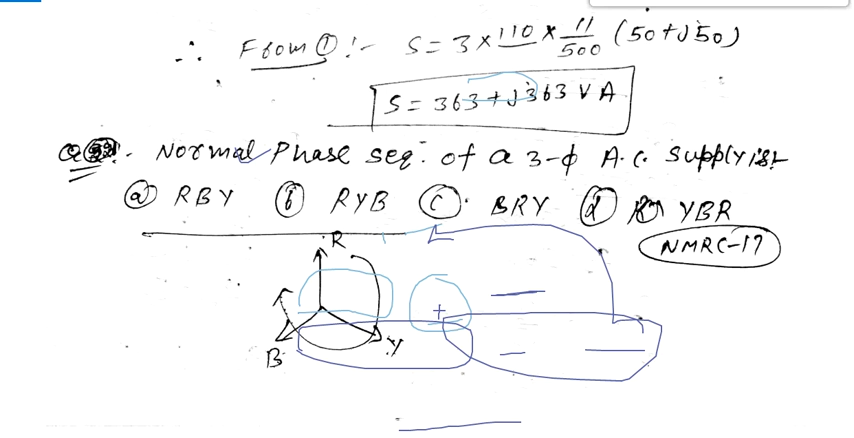 ∴ From ① :- S = 3 × 110 × 11/500 (50 + J50)
S = 363 + J363 VA
Q :- Normal Phase seq. of a 3-ϕ A.C. supply is:-
ⓐ RBY ⓑ RYB ⓒ BRY ⓓ YBR
NMRC-17
R
+
B
Y